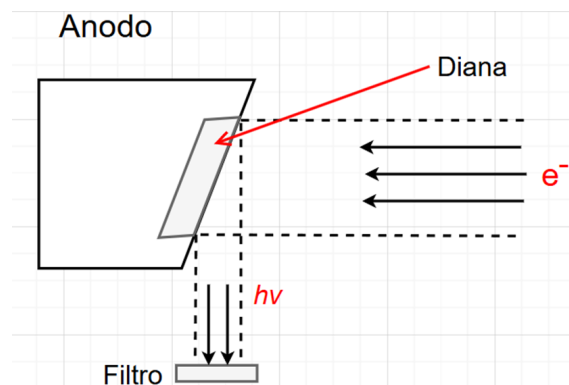 Anodo
Diana
e-
hv
Filtro